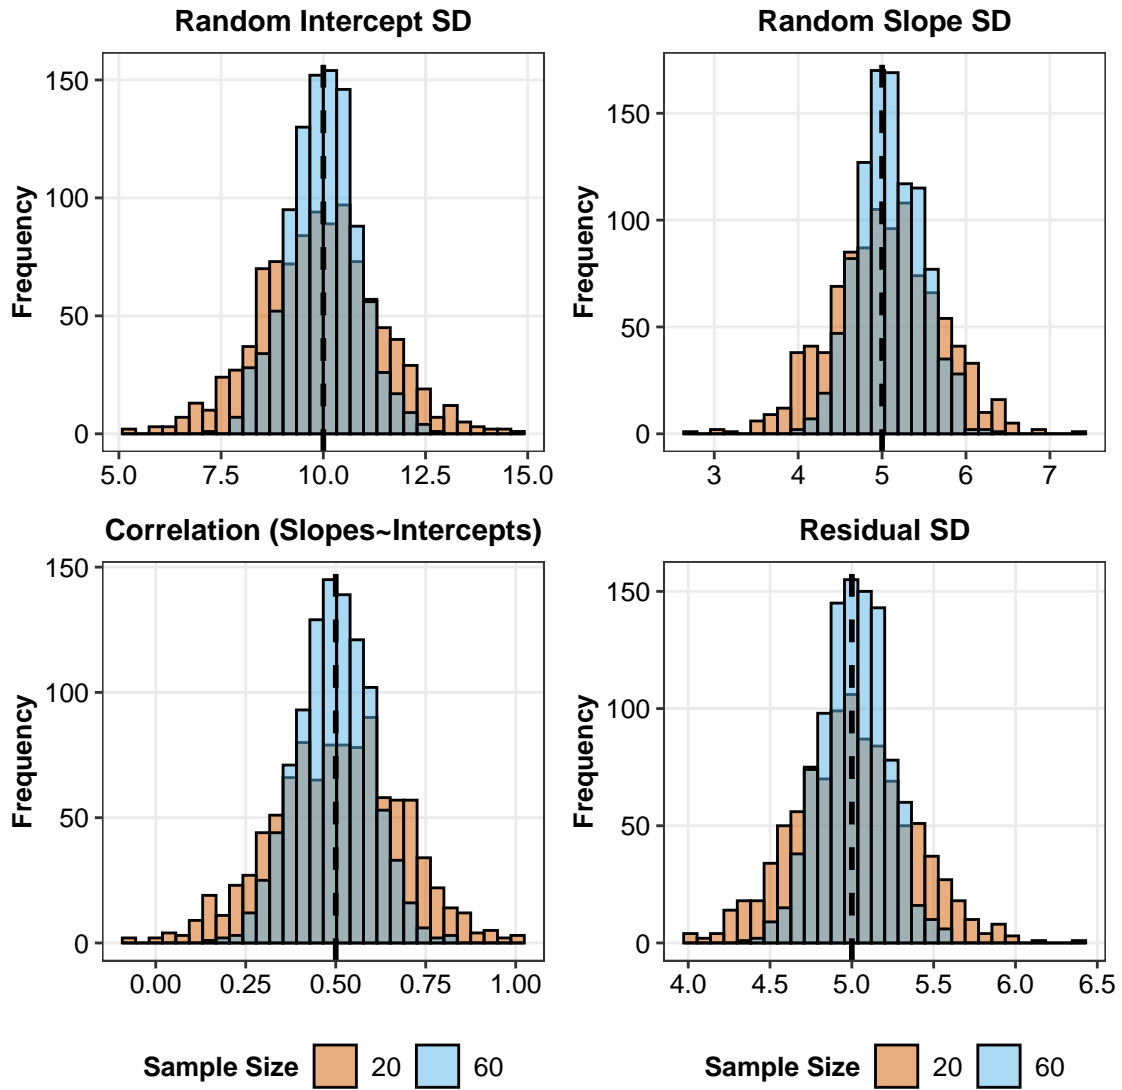 Random Intercept SD
Frequency
150
100
50
0
5.0 7.5 10.0 12.5 15.0
Random Slope SD
Frequency
150
100
50
0
3 4 5 6 7
Correlation (Slopes~Intercepts)
Frequency
150
100
50
0
0.00 0.25 0.50 0.75 1.00
Residual SD
Frequency
150
100
50
0
4.0 4.5 5.0 5.5 6.0 6.5
Sample Size 20 60
Sample Size 20 60